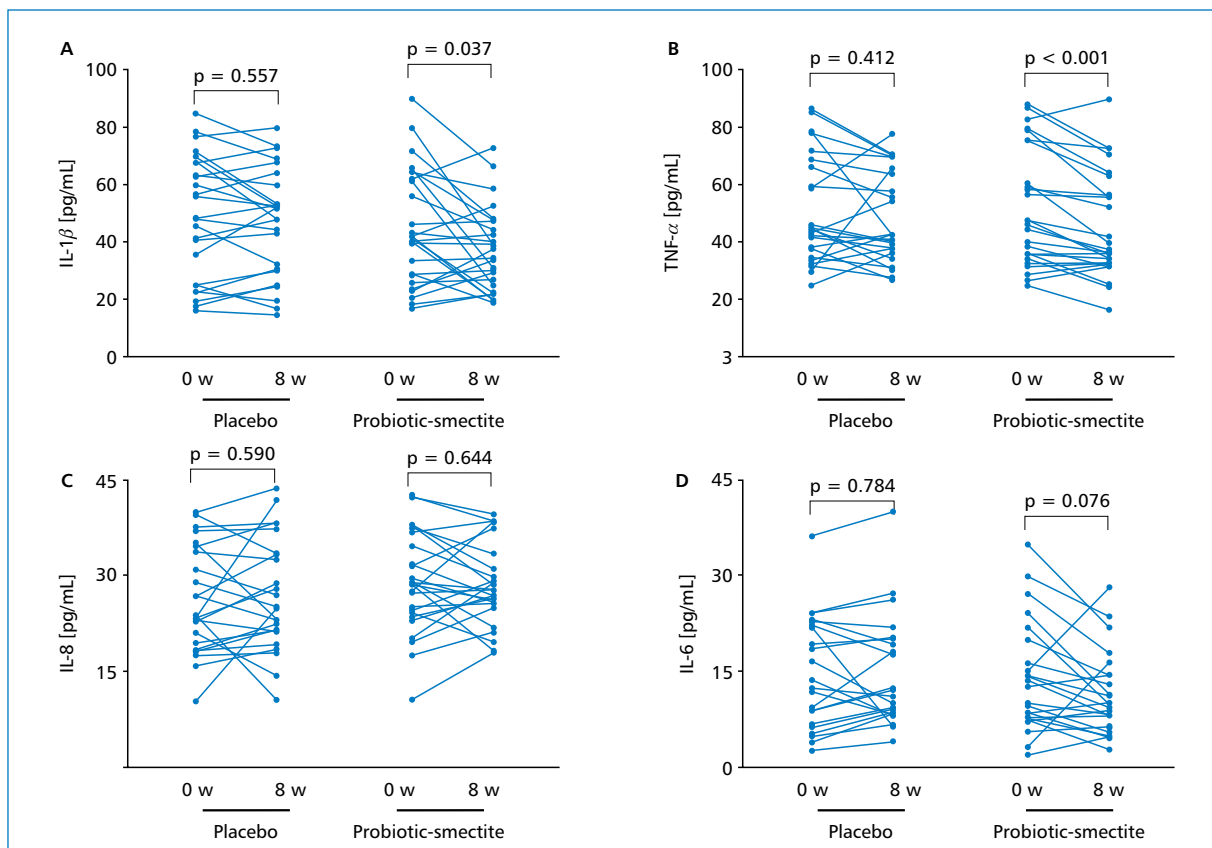 A
p = 0.557
p = 0.037
100
80
60
40
20
0
IL-1β [pg/mL]
0 w 8 w 0 w 8 w
Placebo Probiotic-smectite
B
p = 0.412
p < 0.001
100
80
60
40
20
3
TNF-α [pg/mL]
0 w 8 w 0 w 8 w
Placebo Probiotic-smectite
C
p = 0.590
p = 0.644
45
30
15
IL-8 [pg/mL]
0 w 8 w 0 w 8 w
Placebo Probiotic-smectite
D
p = 0.784
p = 0.076
45
30
15
0
IL-6 [pg/mL]
0 w 8 w 0 w 8 w
Placebo Probiotic-smectite